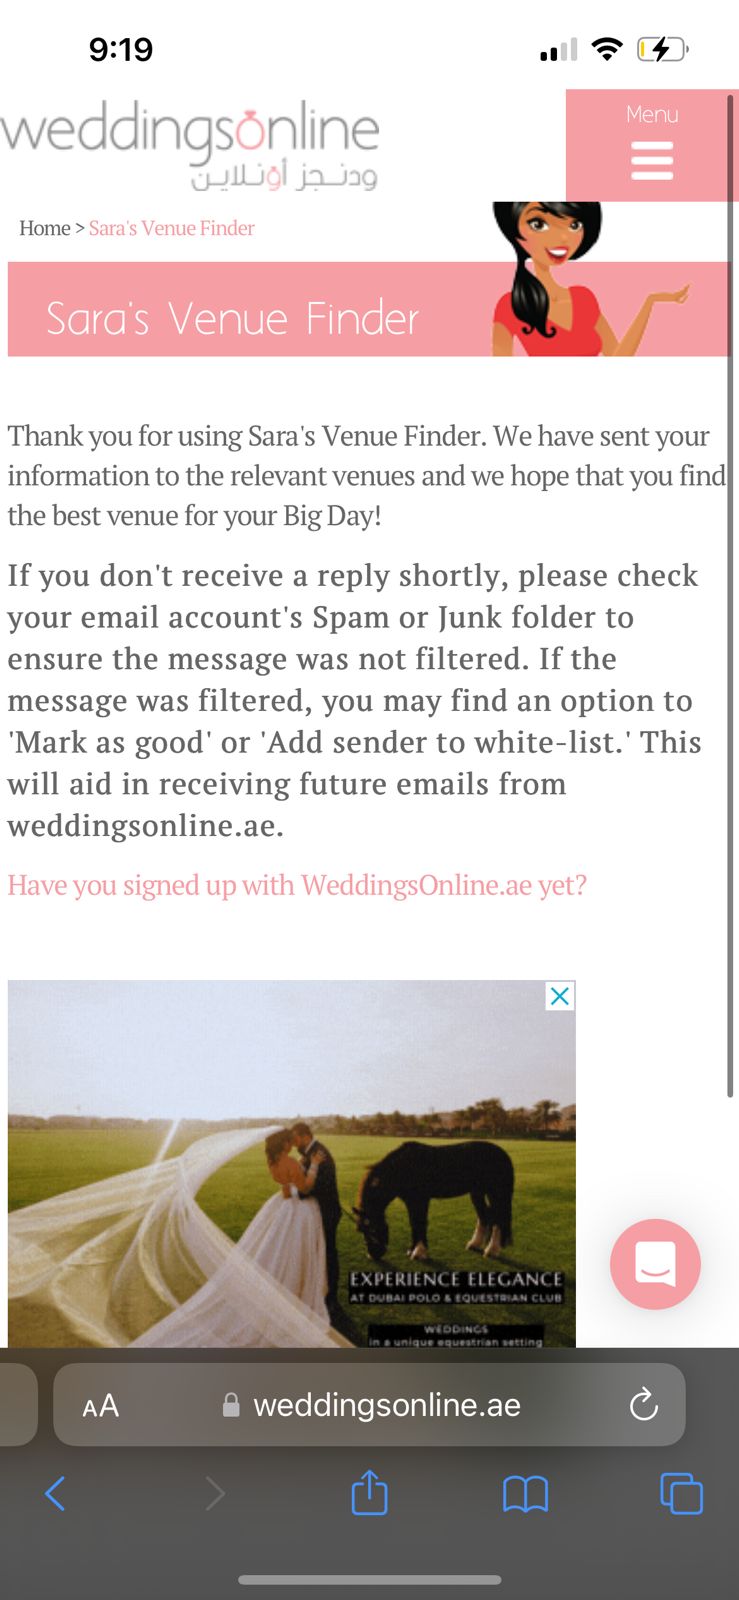 9:19
weddingsonline
ودنجز أونلاين
Menu
Home > Sara's Venue Finder
Sara's Venue Finder
Thank you for using Sara's Venue Finder. We have sent your
information to the relevant venues and we hope that you find
the best venue for your Big Day!
If you don't receive a reply shortly, please check
your email account's Spam or Junk folder to
ensure the message was not filtered. If the
message was filtered, you may find an option to
'Mark as good' or 'Add sender to white-list.' This
will aid in receiving future emails from
weddingsonline.ae.
Have you signed up with WeddingsOnline.ae yet?
EXPERIENCE ELEGANCE
AT DUBAI POLO & EQUESTRIAN CLUB
WEDDINGS
in a unique equestrian setting
AA weddingsonline.ae